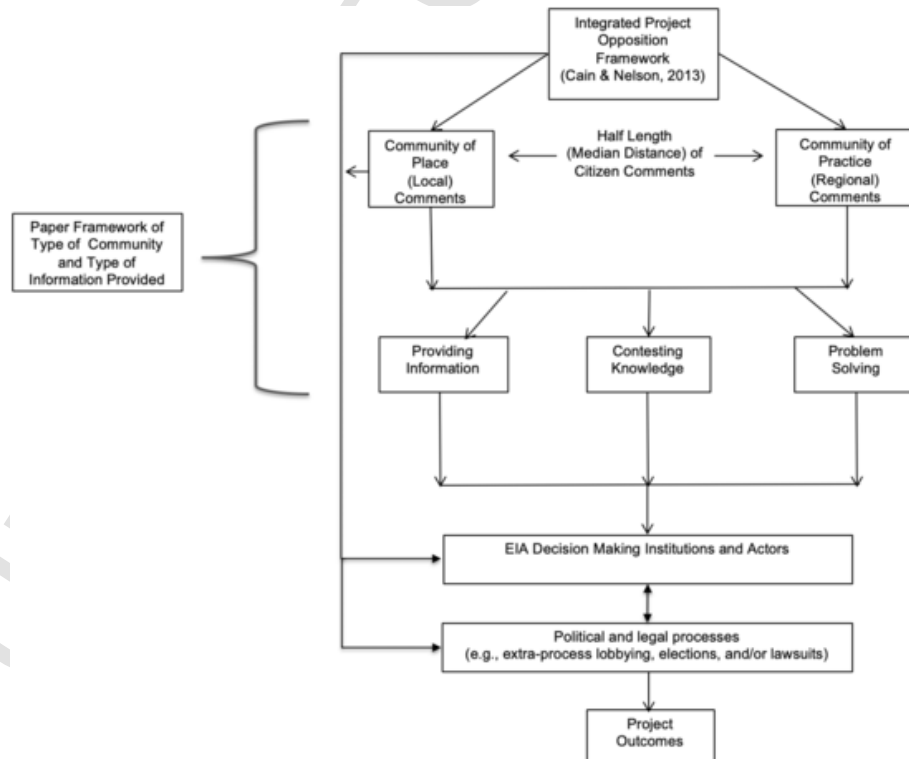 Integrated Project
Opposition
Framework
(Cain & Nelson, 2013)
Community of
Place
(Local)
Comments
Half Length
(Median Distance) of
Citizen Comments
Community of
Practice
(Regional)
Comments
Paper Framework of
Type of Community
and Type of
Information Provided
Providing
Information
Contesting
Knowledge
Problem
Solving
EIA Decision Making Institutions and Actors
Political and legal processes
(e.g., extra-process lobbying, elections, and/or lawsuits)
Project
Outcomes